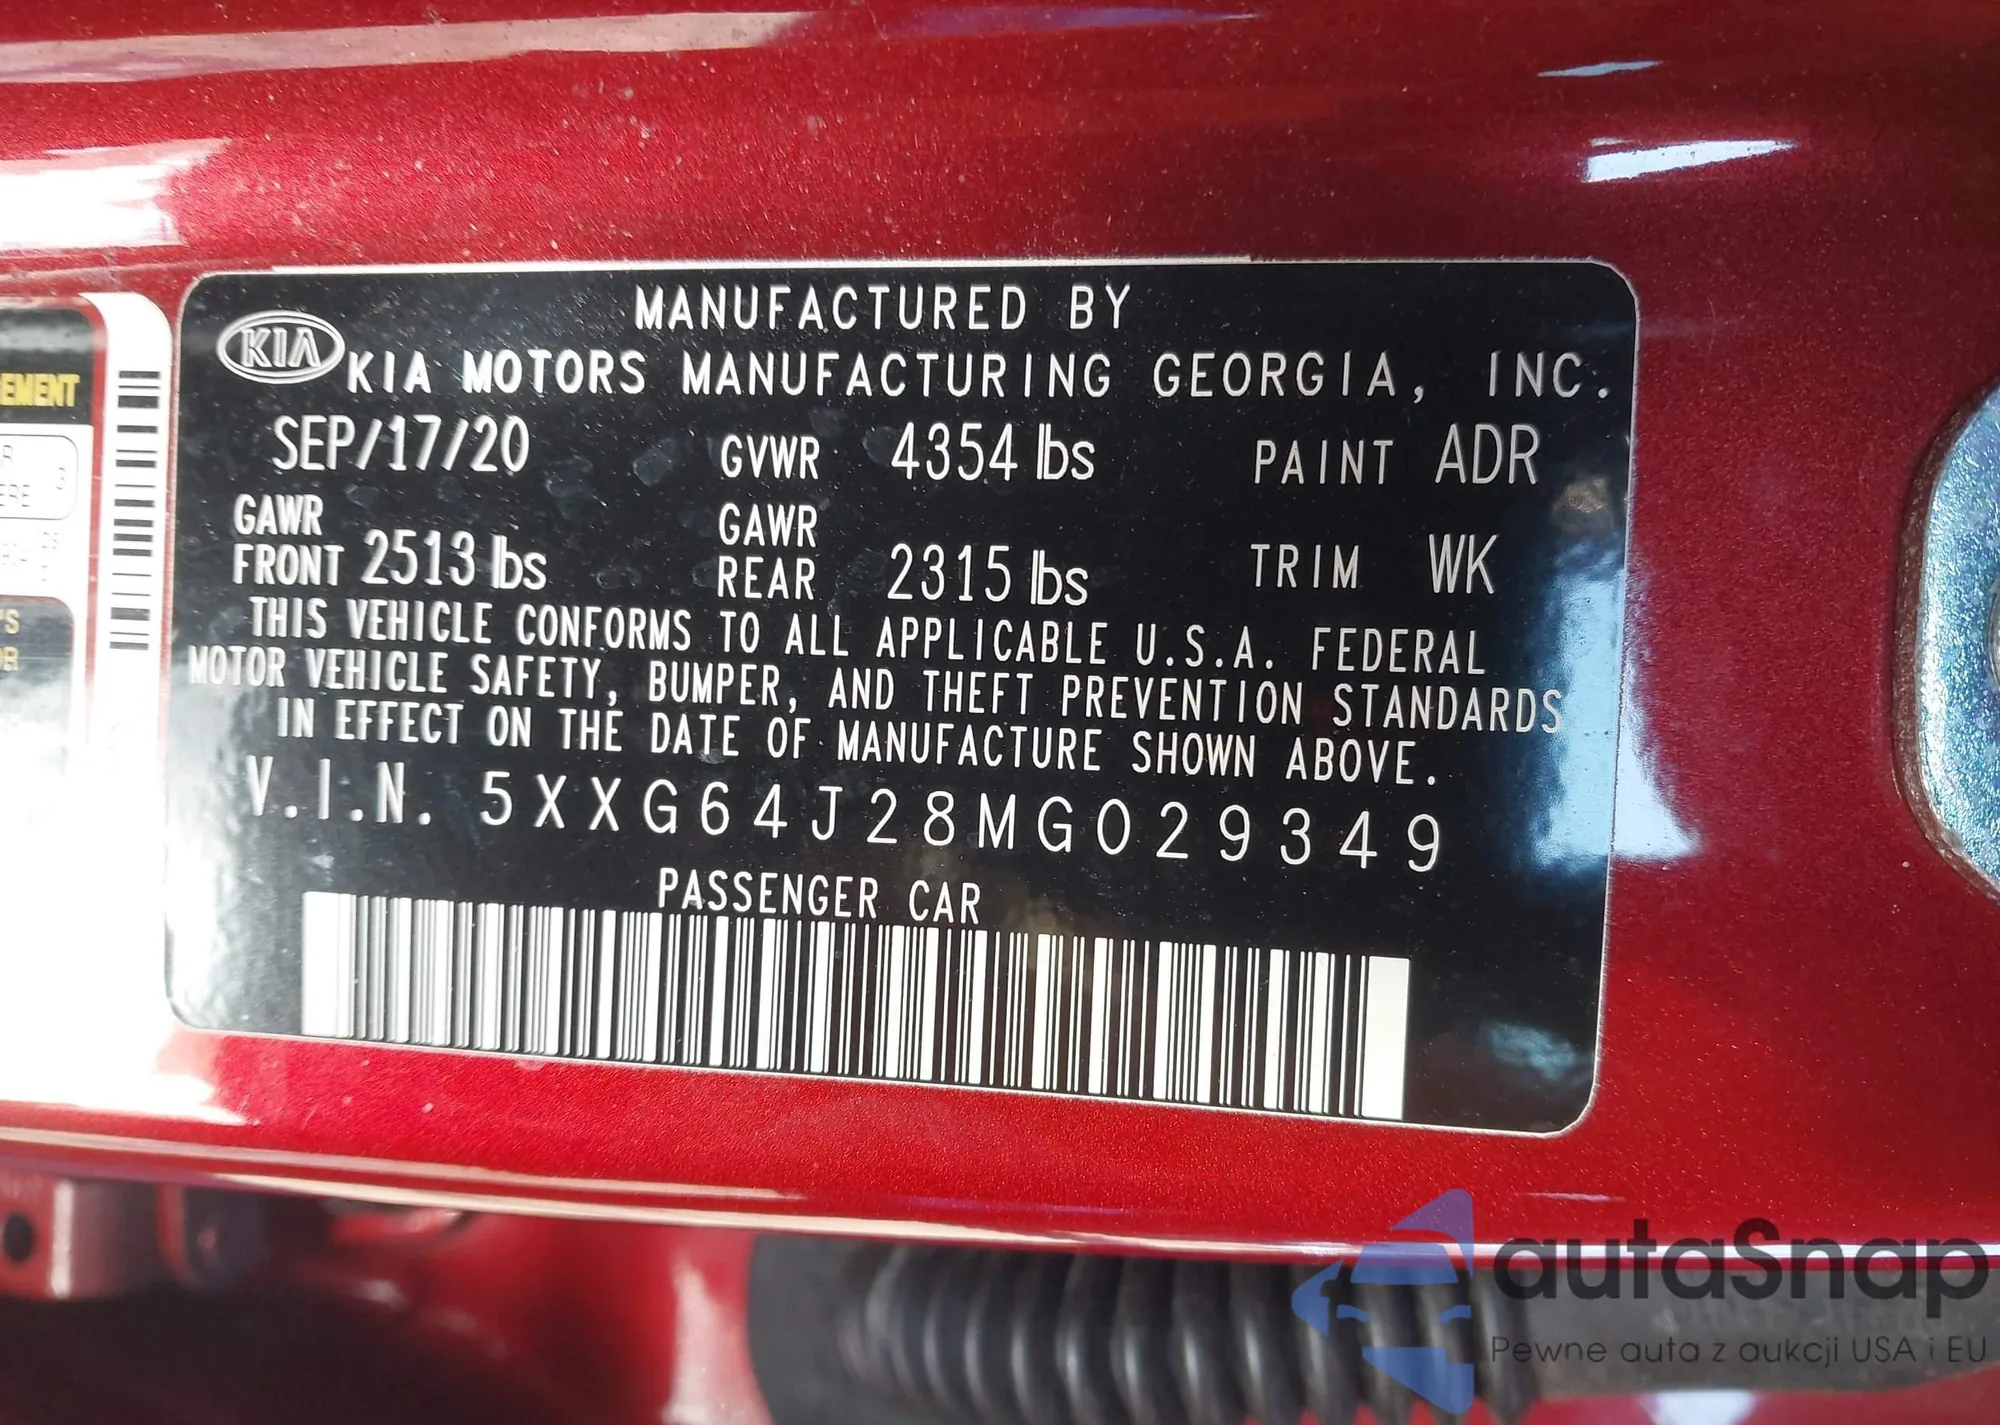 MANUFACTURED BY
KIA
KIA MOTORS MANUFACTURING GEORGIA, INC.
SEP/17/20 GVWR 4354 lbs PAINT ADR
GAWR FRONT 2513 lbs GAWR REAR 2315 lbs TRIM WK
THIS VEHICLE CONFORMS TO ALL APPLICABLE U.S.A. FEDERAL
MOTOR VEHICLE SAFETY, BUMPER, AND THEFT PREVENTION STANDARDS
IN EFFECT ON THE DATE OF MANUFACTURE SHOWN ABOVE.
V.I.N. 5XXG64J28MG029349
PASSENGER CAR
autaSnap
Pewne auta z aukcji USA i EU